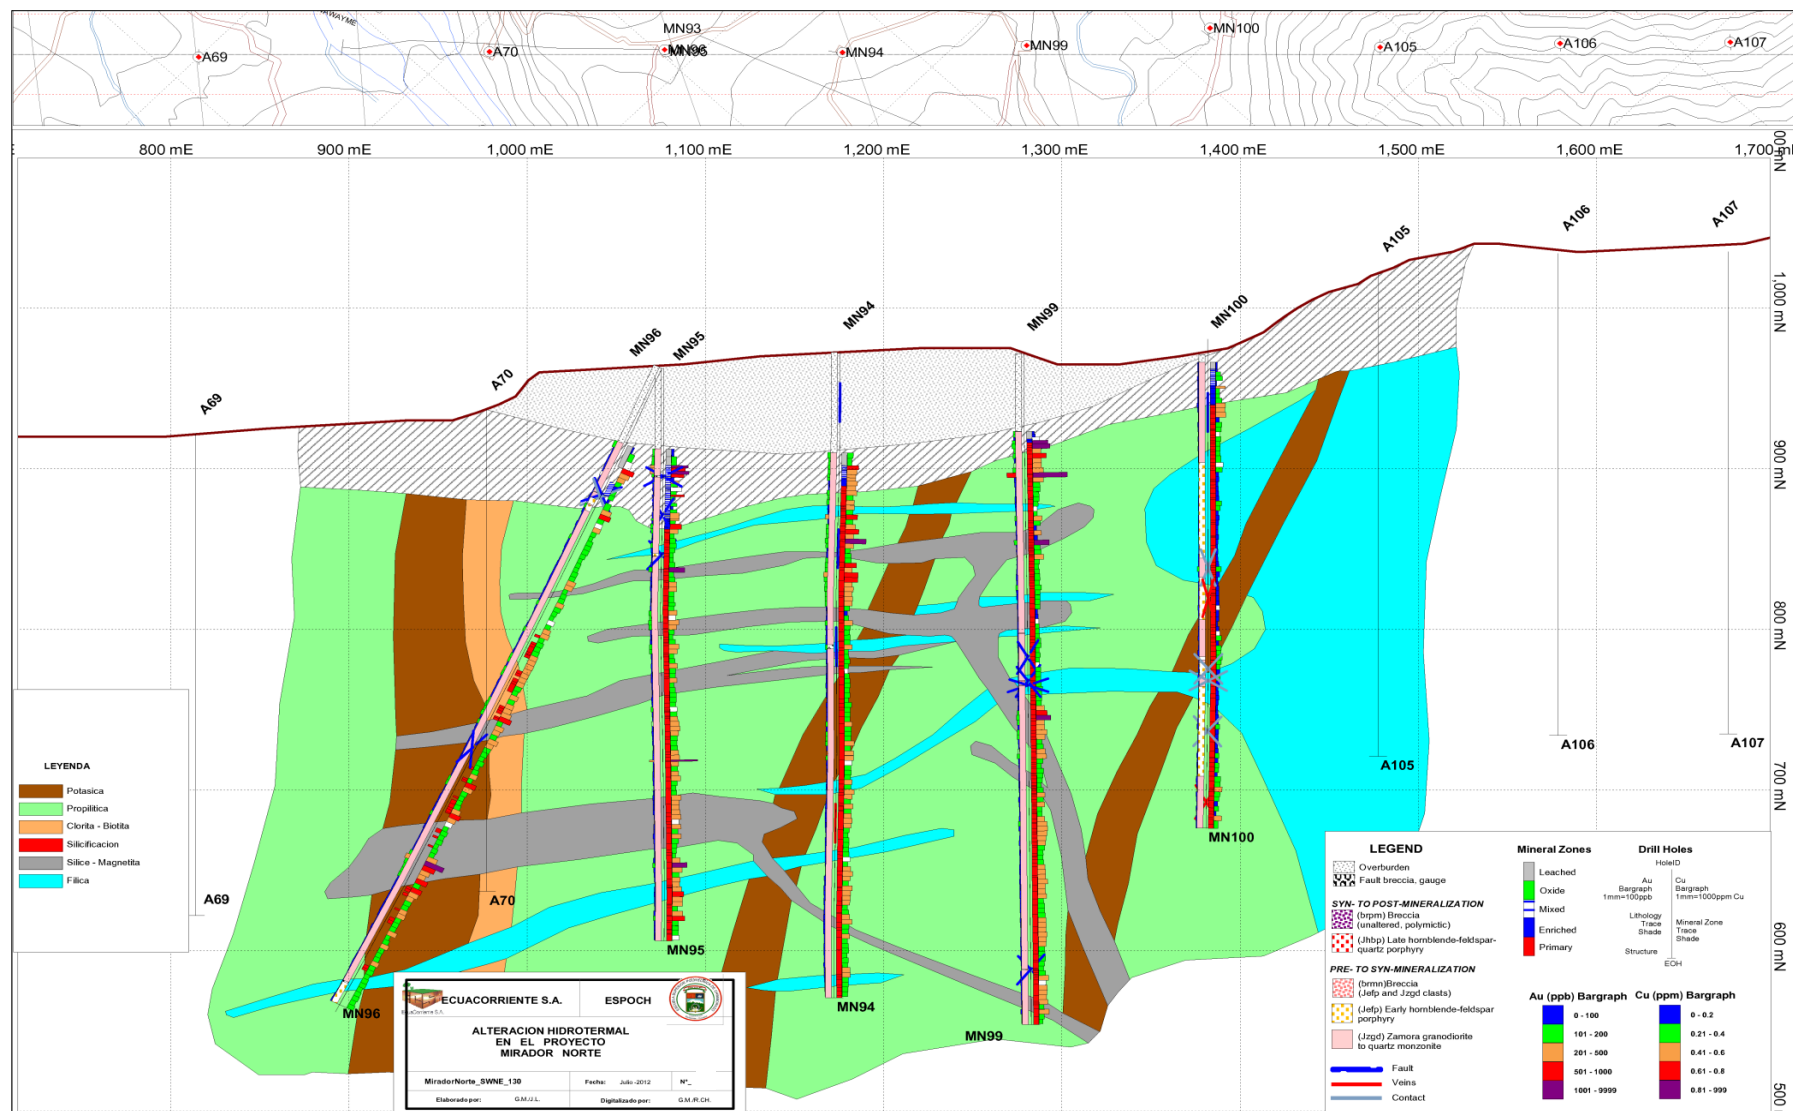 AWAYME
MN93
MN96
MN95
A69
A70
MN94
MN99
MN100
A105
A106
A107
800 mE
900 mE
1,000 mE
1,100 mE
1,200 mE
1,300 mE
1,400 mE
1,500 mE
1,600 mE
1,700 mE
00 mN
1,000 mN
900 mN
800 mN
700 mN
600 mN
500
A69
A70
MN96
MN95
MN94
MN99
MN100
A105
A106
A107
A69
A70
MN96
MN95
MN94
MN99
MN100
A105
A106
A107
LEYENDA
Potasica
Propilitica
Clorita - Biotita
Silicificacion
Silice - Magnetita
Filica
ECUACORRIENTE S.A.
ESPOCH
EcuaCorriente S.A.
ALTERACION HIDROTERMAL
EN EL PROYECTO
MIRADOR NORTE
MiradorNorte_SWNE_130
Fecha: Julio -2012
N°_
Elaborado por: G.M./J.L.
Digitalizado por: G.M./R.CH.
LEGEND
Overburden
Fault breccia, gauge
SYN- TO POST-MINERALIZATION
(brpm) Breccia
(unaltered, polymictic)
(Jhbp) Late hornblende-feldspar-
quartz porphyry
PRE- TO SYN-MINERALIZATION
(brmn)Breccia
(Jefp and Jzgd clasts)
(Jefp) Early hornblende-feldspar
porphyry
(Jzgd) Zamora granodiorite
to quartz monzonite
Fault
Veins
Contact
Mineral Zones
Leached
Oxide
Mixed
Enriched
Primary
Drill Holes
HoleID
Au
Bargraph
1mm=100ppb
Cu
Bargraph
1mm=1000ppm Cu
Lithology
Trace
Shade
Mineral Zone
Trace
Shade
Structure
EOH
Au (ppb) Bargraph
0 - 100
101 - 200
201 - 500
501 - 1000
1001 - 9999
Cu (ppm) Bargraph
0 - 0.2
0.21 - 0.4
0.41 - 0.6
0.61 - 0.8
0.81 - 999